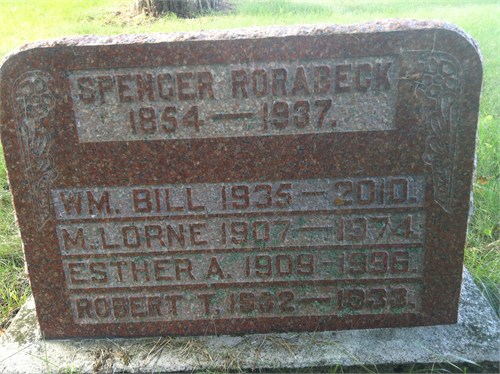 SPENCER RORABECK
1854 — 1937.
WM. BILL 1935 — 2010.
M. LORNE 1907 — 1974.
ESTHER A. 1909 - 1996.
ROBERT T. 1932 — 1933.